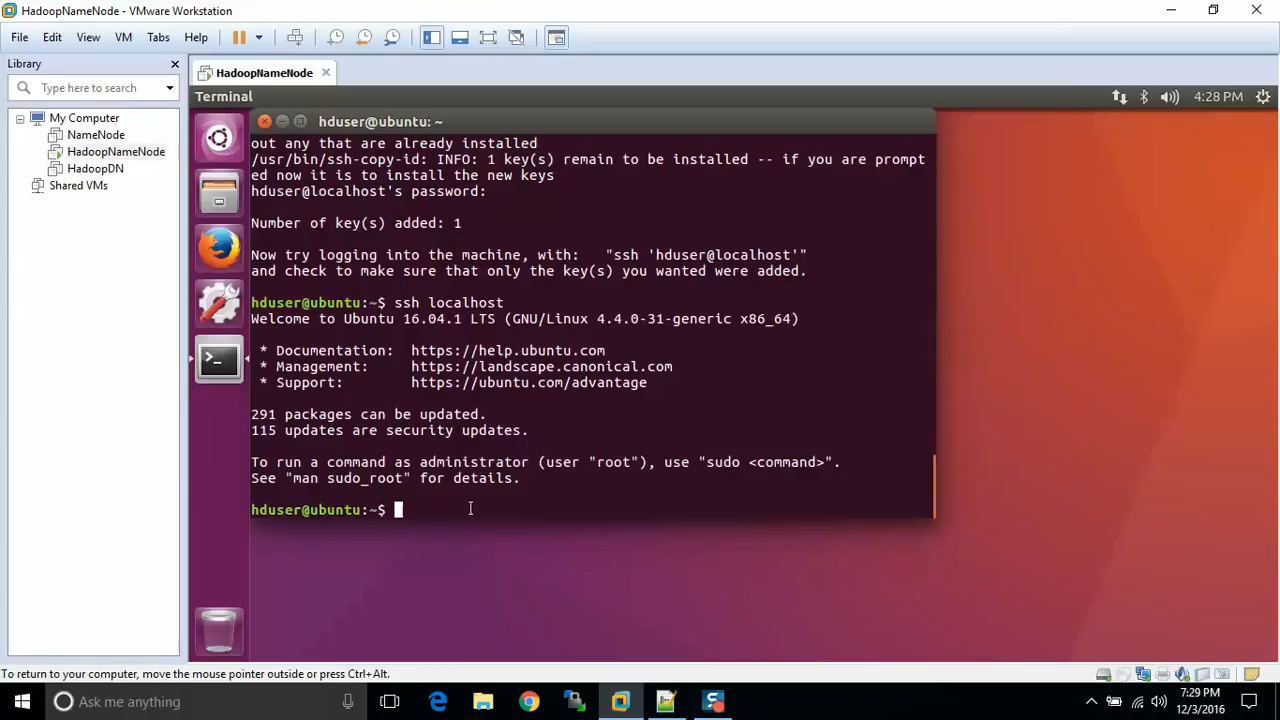 HadoopNameNode - VMware Workstation
File Edit View VM Tabs Help
Library
Type here to search
My Computer
NameNode
HadoopNameNode
HadoopDN
Shared VMs
HadoopNameNode
Terminal
4:28 PM
hduser@ubuntu: ~
out any that are already installed
/usr/bin/ssh-copy-id: INFO: 1 key(s) remain to be installed -- if you are prompt
ed now it is to install the new keys
hduser@localhost's password:
Number of key(s) added: 1
Now try logging into the machine, with:   "ssh 'hduser@localhost'"
and check to make sure that only the key(s) you wanted were added.
hduser@ubuntu:~$ ssh localhost
Welcome to Ubuntu 16.04.1 LTS (GNU/Linux 4.4.0-31-generic x86_64)
* Documentation:  https://help.ubuntu.com
* Management:     https://landscape.canonical.com
* Support:        https://ubuntu.com/advantage
291 packages can be updated.
115 updates are security updates.
To run a command as administrator (user "root"), use "sudo <command>".
See "man sudo_root" for details.
hduser@ubuntu:~$
To return to your computer, move the mouse pointer outside or press Ctrl+Alt.
Ask me anything
7:29 PM
12/3/2016